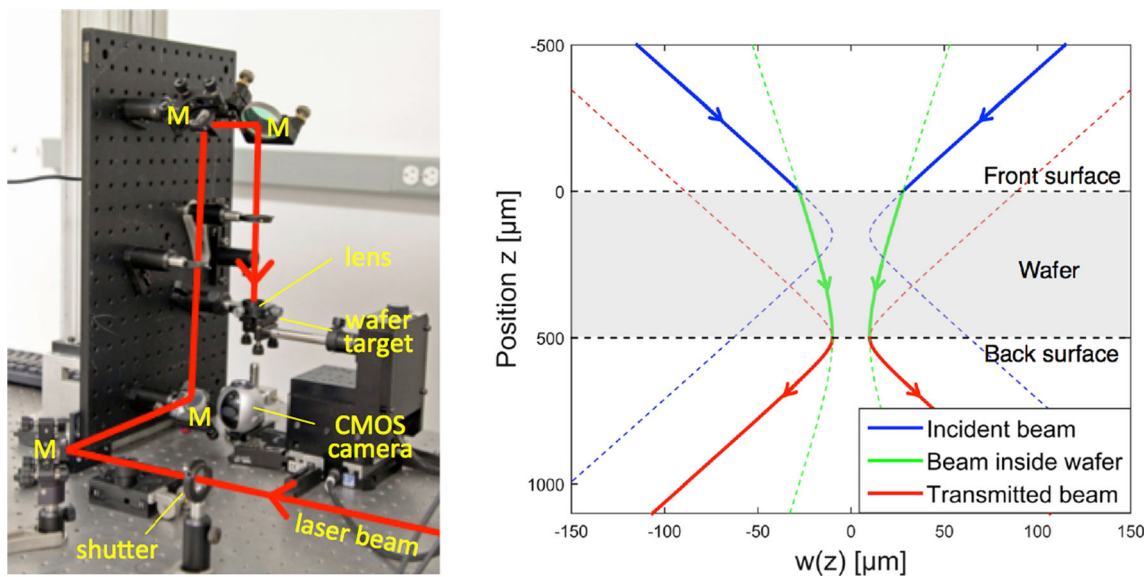 M
M
lens
wafer
target
M
M
CMOS
camera
laser beam
shutter
Position z [μm]
-500
0
500
1000
Front surface
Wafer
Back surface
Incident beam
Beam inside wafer
Transmitted beam
-150
-100
-50
0
50
100
150
w(z) [μm]